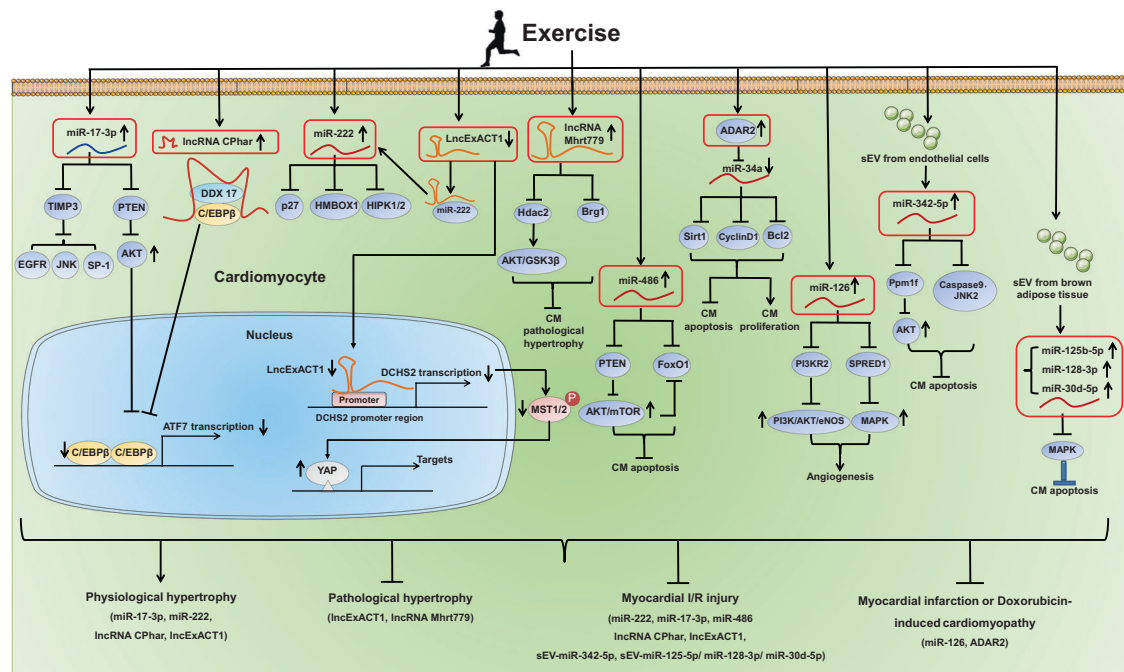 Exercise
miR-17-3p
lncRNA CPhar
miR-222
LncExACT1
lncRNA
Mhrt779
ADAR2
miR-34a
sEV from endothelial cells
miR-342-5p
DDX 17
C/EBPβ
TIMP3
PTEN
p27
HMBOX1
HIPK1/2
miR-222
Hdac2
Brg1
EGFR
JNK
SP-1
AKT
AKT/GSK3β
Sirt1
CyclinD1
Bcl2
Cardiomyocyte
miR-486
miR-126
Ppm1f
Caspase9,
JNK2
sEV from brown
adipose tissue
CM
pathological
hypertrophy
CM
apoptosis
CM
proliferation
AKT
Nucleus
PTEN
FoxO1
PI3KR2
SPRED1
CM apoptosis
miR-125b-5p
miR-128-3p
miR-30d-5p
LncExACT1
DCHS2 transcription
Promoter
DCHS2 promoter region
MST1/2
P
AKT/mTOR
PI3K/AKT/eNOS
MAPK
ATF7 transcription
C/EBPβ
C/EBPβ
YAP
Targets
CM apoptosis
Angiogenesis
MAPK
CM apoptosis
Physiological hypertrophy
(miR-17-3p, miR-222,
lncRNA CPhar, lncExACT1)
Pathological hypertrophy
(lncExACT1, lncRNA Mhrt779)
Myocardial I/R injury
(miR-222, miR-17-3p, miR-486
lncRNA CPhar, lncExACT1,
sEV-miR-342-5p, sEV-miR-125-5p/ miR-128-3p/ miR-30d-5p)
Myocardial infarction or Doxorubicin-
induced cardiomyopathy
(miR-126, ADAR2)